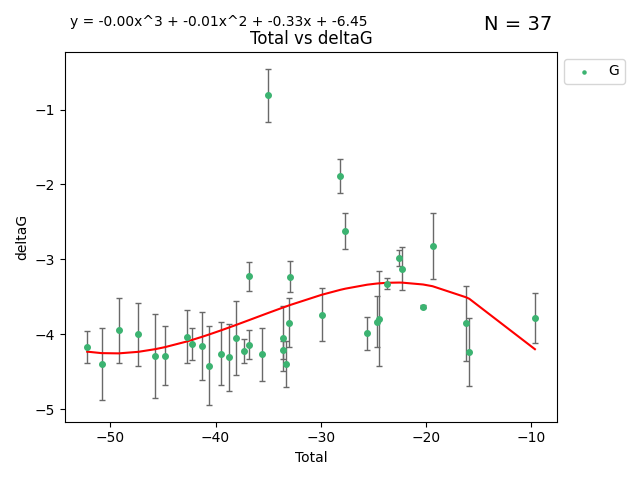 y = -0.00x^3 + -0.01x^2 + -0.33x + -6.45
N = 37
Total vs deltaG
G
−1
−2
−3
−4
−5
deltaG
−50 −40 −30 −20 −10
Total